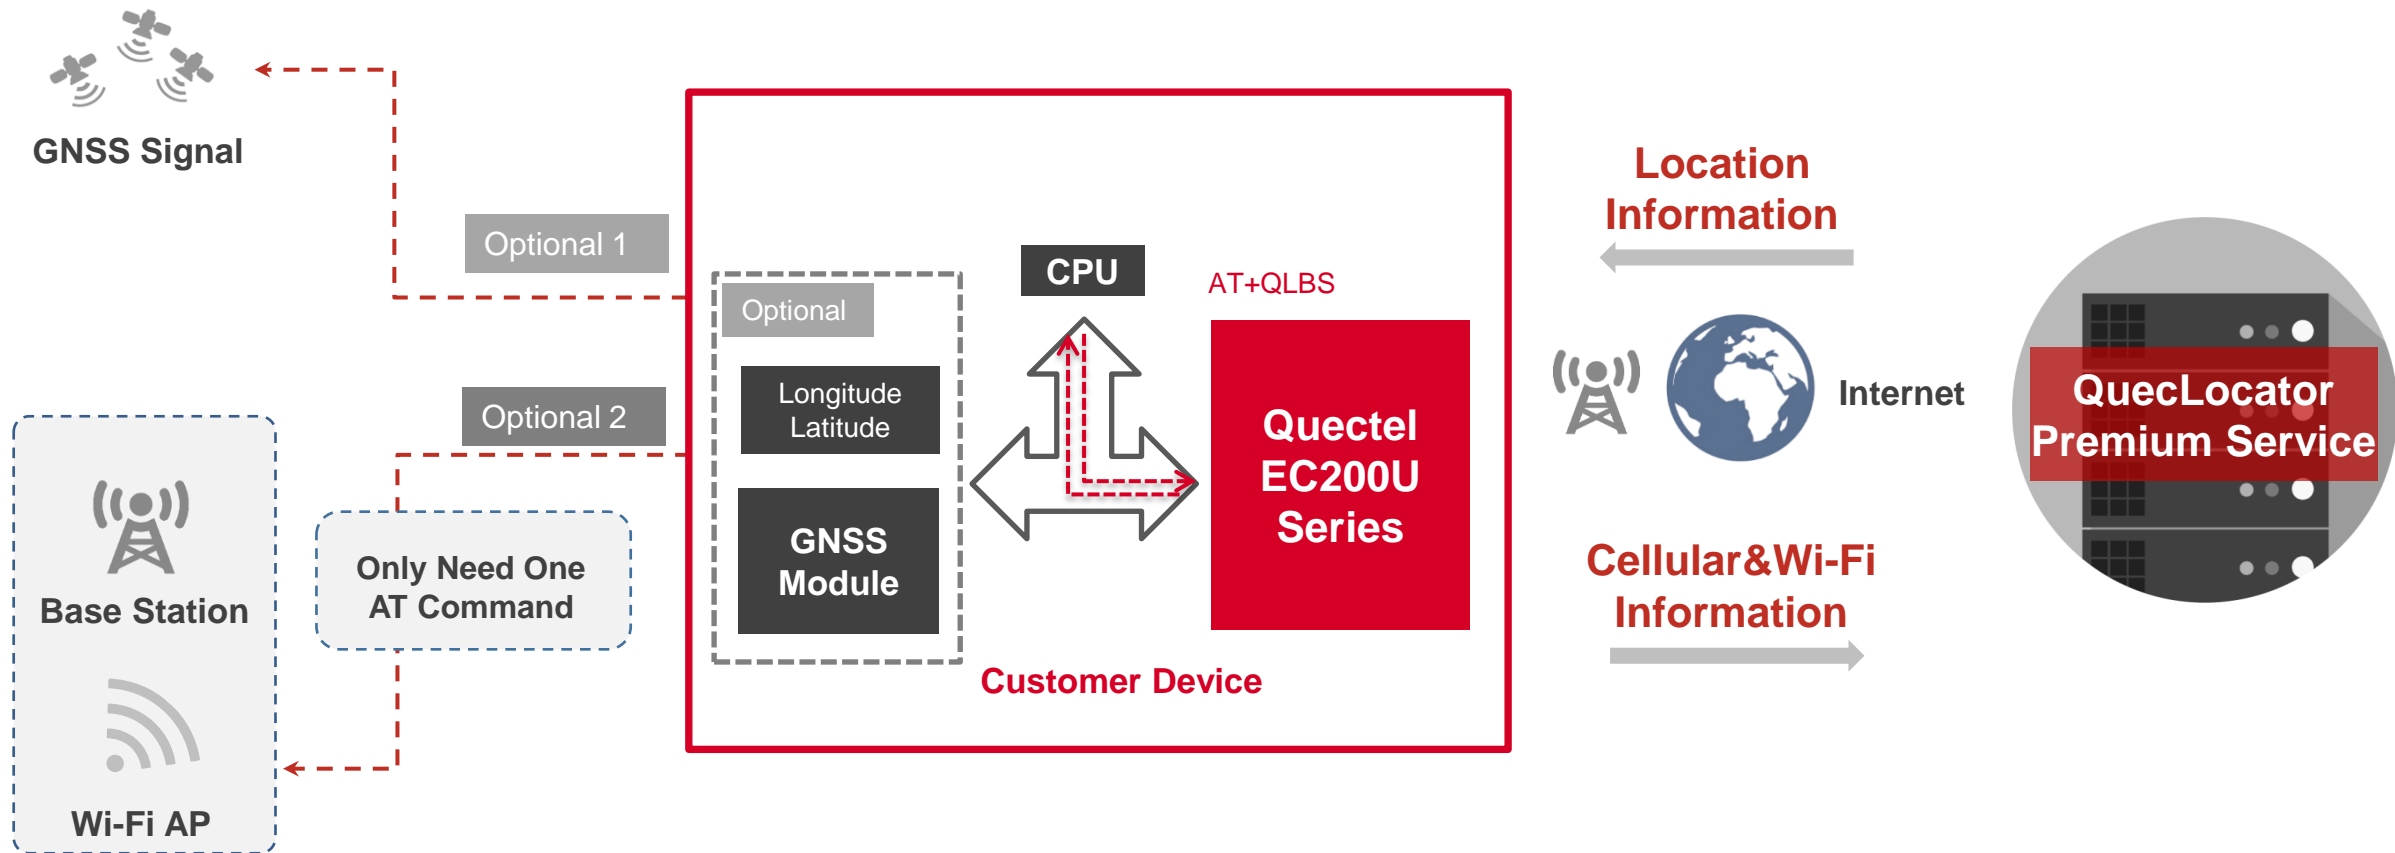 GNSS Signal
Optional 1
Optional 2
Base Station
Wi-Fi AP
Only Need One
AT Command
Optional
Longitude
Latitude
GNSS
Module
CPU
AT+QLBS
Quectel
EC200U
Series
Customer Device
Location
Information
Internet
Cellular&Wi-Fi
Information
QuecLocator
Premium Service